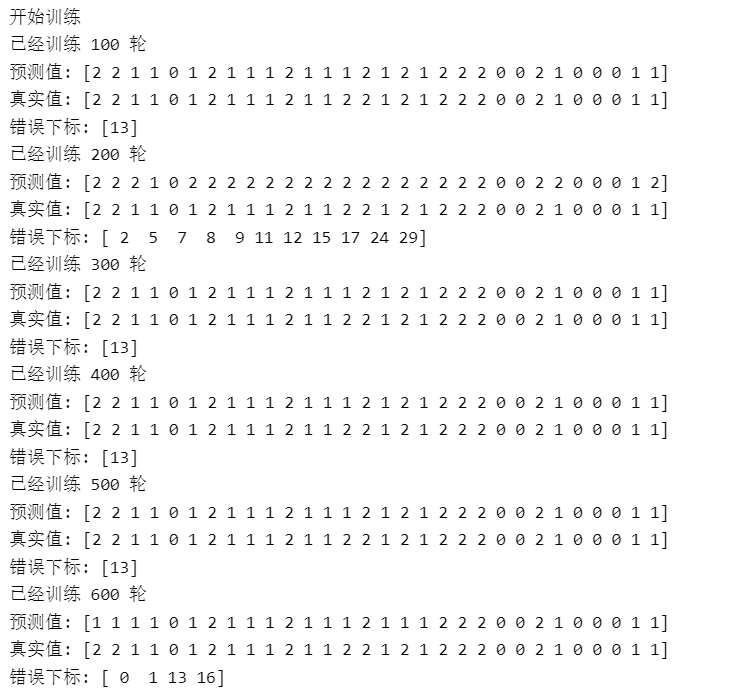 开始训练
已经训练 100 轮
预测值: [2 2 1 1 0 1 2 1 1 1 2 1 1 1 2 1 2 1 2 2 2 0 0 2 1 0 0 0 1 1]
真实值: [2 2 1 1 0 1 2 1 1 1 2 1 1 2 2 1 2 1 2 2 2 0 0 2 1 0 0 0 1 1]
错误下标: [13]
已经训练 200 轮
预测值: [2 2 2 1 0 2 2 2 2 2 2 2 2 2 2 2 2 2 2 2 2 0 0 2 2 0 0 0 1 2]
真实值: [2 2 1 1 0 1 2 1 1 1 2 1 1 2 2 1 2 1 2 2 2 0 0 2 1 0 0 0 1 1]
错误下标: [ 2  5  7  8  9 11 12 15 17 24 29]
已经训练 300 轮
预测值: [2 2 1 1 0 1 2 1 1 1 2 1 1 1 2 1 2 1 2 2 2 0 0 2 1 0 0 0 1 1]
真实值: [2 2 1 1 0 1 2 1 1 1 2 1 1 2 2 1 2 1 2 2 2 0 0 2 1 0 0 0 1 1]
错误下标: [13]
已经训练 400 轮
预测值: [2 2 1 1 0 1 2 1 1 1 2 1 1 1 2 1 2 1 2 2 2 0 0 2 1 0 0 0 1 1]
真实值: [2 2 1 1 0 1 2 1 1 1 2 1 1 2 2 1 2 1 2 2 2 0 0 2 1 0 0 0 1 1]
错误下标: [13]
已经训练 500 轮
预测值: [2 2 1 1 0 1 2 1 1 1 2 1 1 1 2 1 2 1 2 2 2 0 0 2 1 0 0 0 1 1]
真实值: [2 2 1 1 0 1 2 1 1 1 2 1 1 2 2 1 2 1 2 2 2 0 0 2 1 0 0 0 1 1]
错误下标: [13]
已经训练 600 轮
预测值: [1 1 1 1 0 1 2 1 1 1 2 1 1 1 2 1 1 1 2 2 2 0 0 2 1 0 0 0 1 1]
真实值: [2 2 1 1 0 1 2 1 1 1 2 1 1 2 2 1 2 1 2 2 2 0 0 2 1 0 0 0 1 1]
错误下标: [ 0  1 13 16]